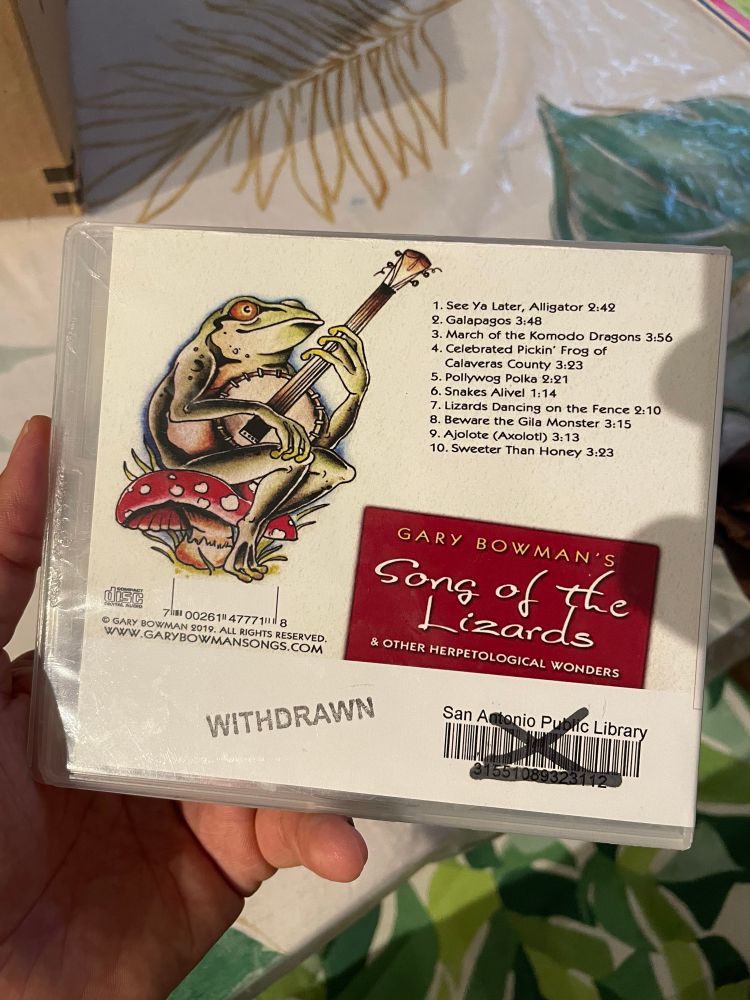 1. See Ya Later, Alligator 2:42
2. Galapagos 3:48
3. March of the Komodo Dragons 3:56
4. Celebrated Pickin' Frog of
Calaveras County 3:23
5. Pollywog Polka 2:21
6. Snakes Alive! 1:14
7. Lizards Dancing on the Fence 2:10
8. Beware the Gila Monster 3:15
9. Ajolote (Axolotl) 3:13
10. Sweeter Than Honey 3:23
GARY BOWMAN'S
Song of the
Lizards
& OTHER HERPETOLOGICAL WONDERS
COMPACT
disc
DIGITAL AUDIO
7 00261 47771 8
© GARY BOWMAN 2019. ALL RIGHTS RESERVED.
WWW.GARYBOWMANSONGS.COM
WITHDRAWN
San Antonio Public Library
31551089323112